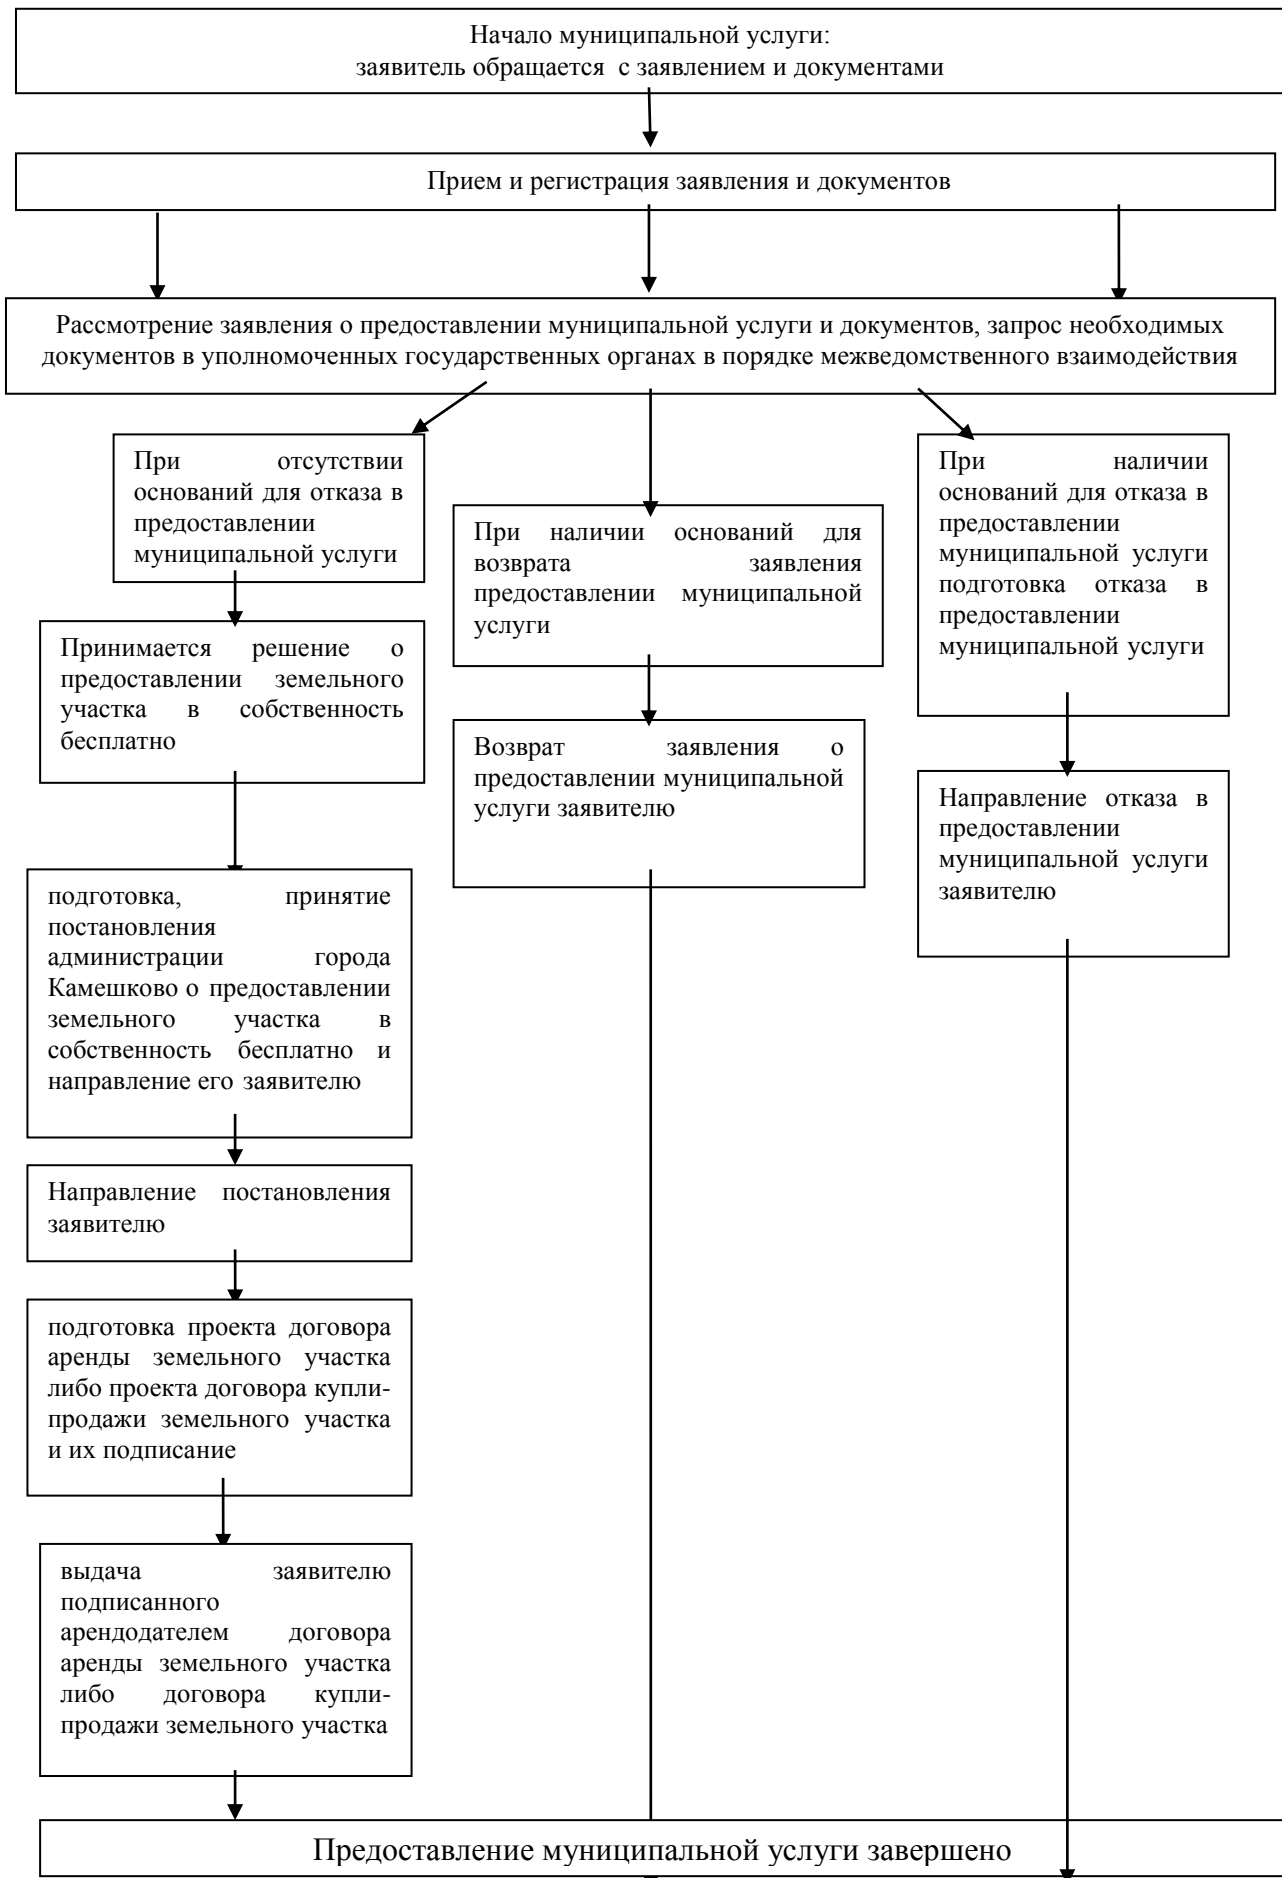 Начало муниципальной услуги:
заявитель обращается с заявлением и документами
Прием и регистрация заявления и документов
Рассмотрение заявления о предоставлении муниципальной услуги и документов, запрос необходимых
документов в уполномоченных государственных органах в порядке межведомственного взаимодействия
При отсутствии
оснований для отказа в
предоставлении
муниципальной услуги
Принимается решение о
предоставлении земельного
участка в собственность
бесплатно
подготовка, принятие
постановления
администрации города
Камешково о предоставлении
земельного участка в
собственность бесплатно и
направление его заявителю
Направление постановления
заявителю
подготовка проекта договора
аренды земельного участка
либо проекта договора купли-
продажи земельного участка
и их подписание
выдача заявителю
подписанного
арендодателем договора
аренды земельного участка
либо договора купли-
продажи земельного участка
При наличии оснований для
возврата заявления
предоставлении муниципальной
услуги
Возврат заявления о
предоставлении муниципальной
услуги заявителю
При наличии
оснований для отказа в
предоставлении
муниципальной услуги
подготовка отказа в
предоставлении
муниципальной услуги
Направление отказа в
предоставлении
муниципальной услуги
заявителю
Предоставление муниципальной услуги завершено